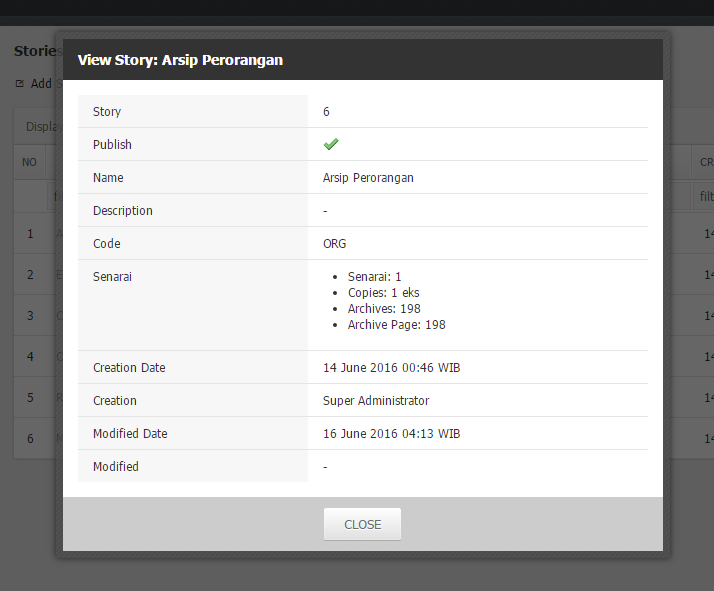 Stories
Add
Display
NO
CR
filt
1
14
2
14
3
14
4
14
5
14
6
14
View Story: Arsip Perorangan
Story 6
Publish
Name Arsip Perorangan
Description -
Code ORG
Senarai
• Senarai: 1
• Copies: 1 eks
• Archives: 198
• Archive Page: 198
Creation Date 14 June 2016 00:46 WIB
Creation Super Administrator
Modified Date 16 June 2016 04:13 WIB
Modified -
CLOSE